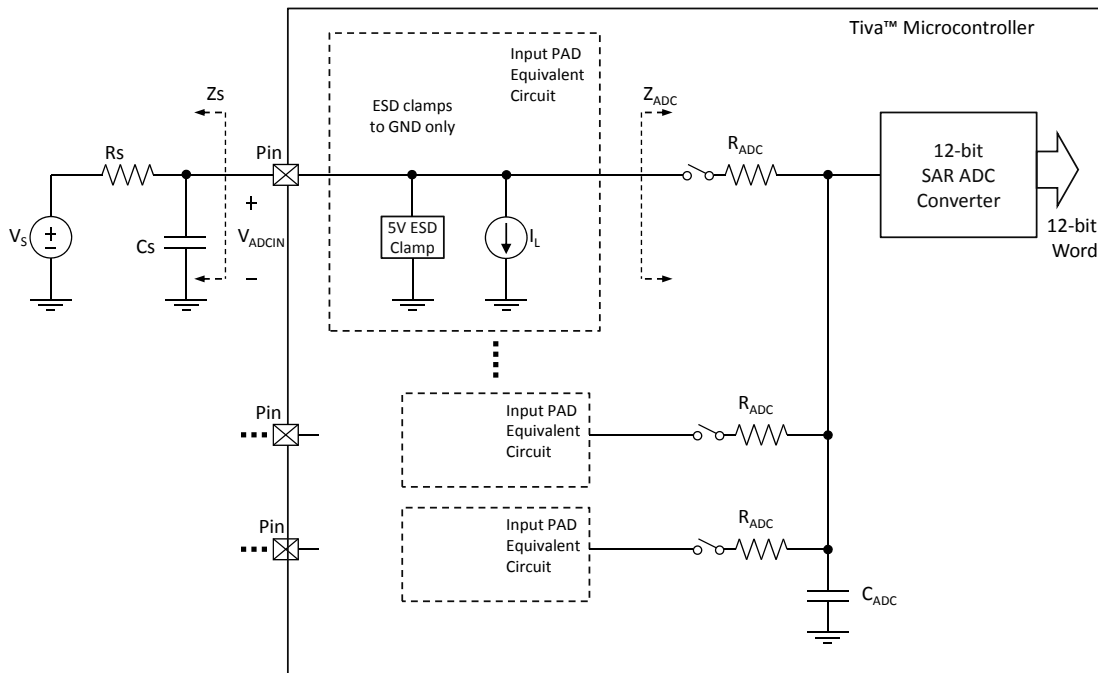 Tiva™ Microcontroller
Input PAD
Equivalent
Circuit
ESD clamps
to GND only
Zs
Z_ADC
Rs
Pin
R_ADC
12-bit
SAR ADC
Converter
V_S
+
−
Cs
+
V_ADCIN
−
5V ESD
Clamp
I_L
12-bit
Word
Pin
Input PAD
Equivalent
Circuit
R_ADC
Pin
Input PAD
Equivalent
Circuit
R_ADC
C_ADC